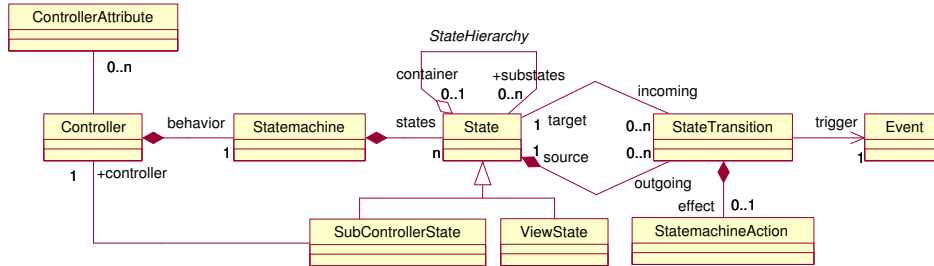 ControllerAttribute
StateHierarchy
0..n
container
+substates
0..1
0..n
incoming
Controller
behavior
Statemachine
states
State
1
target
0..n
StateTransition
trigger
Event
1
n
1
source
0..n
1
1
+controller
outgoing
effect
0..1
SubControllerState
ViewState
StatemachineAction